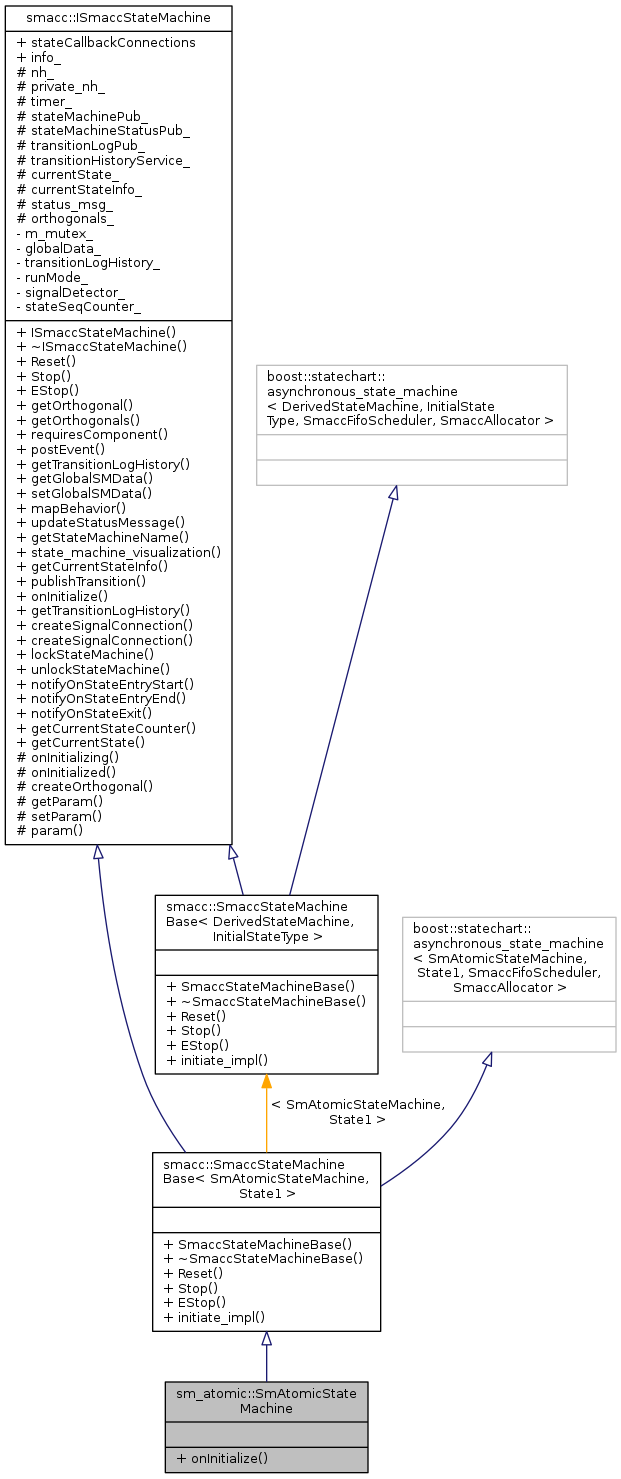 smacc::ISmaccStateMachine
+ stateCallbackConnections
+ info_
# nh_
# private_nh_
# timer_
# stateMachinePub_
# stateMachineStatusPub_
# transitionLogPub_
# transitionHistoryService_
# currentState_
# currentStateInfo_
# status_msg_
# orthogonals_
- m_mutex_
- globalData_
- transitionLogHistory_
- runMode_
- signalDetector_
- stateSeqCounter_
+ ISmaccStateMachine()
+ ~ISmaccStateMachine()
+ Reset()
+ Stop()
+ EStop()
+ getOrthogonal()
+ getOrthogonals()
+ requiresComponent()
+ postEvent()
+ getTransitionLogHistory()
+ getGlobalSMData()
+ setGlobalSMData()
+ mapBehavior()
+ updateStatusMessage()
+ getStateMachineName()
+ state_machine_visualization()
+ getCurrentStateInfo()
+ publishTransition()
+ onInitialize()
+ getTransitionLogHistory()
+ createSignalConnection()
+ createSignalConnection()
+ lockStateMachine()
+ unlockStateMachine()
+ notifyOnStateEntryStart()
+ notifyOnStateEntryEnd()
+ notifyOnStateExit()
+ getCurrentStateCounter()
+ getCurrentState()
# onInitializing()
# onInitialized()
# createOrthogonal()
# getParam()
# setParam()
# param()
boost::statechart::
asynchronous_state_machine
< DerivedStateMachine, InitialState
Type, SmaccFifoScheduler, SmaccAllocator >
smacc::SmaccStateMachine
Base< DerivedStateMachine,
InitialStateType >
+ SmaccStateMachineBase()
+ ~SmaccStateMachineBase()
+ Reset()
+ Stop()
+ EStop()
+ initiate_impl()
boost::statechart::
asynchronous_state_machine
< SmAtomicStateMachine,
State1, SmaccFifoScheduler,
SmaccAllocator >
< SmAtomicStateMachine,
State1 >
smacc::SmaccStateMachine
Base< SmAtomicStateMachine,
State1 >
+ SmaccStateMachineBase()
+ ~SmaccStateMachineBase()
+ Reset()
+ Stop()
+ EStop()
+ initiate_impl()
sm_atomic::SmAtomicState
Machine
+ onInitialize()